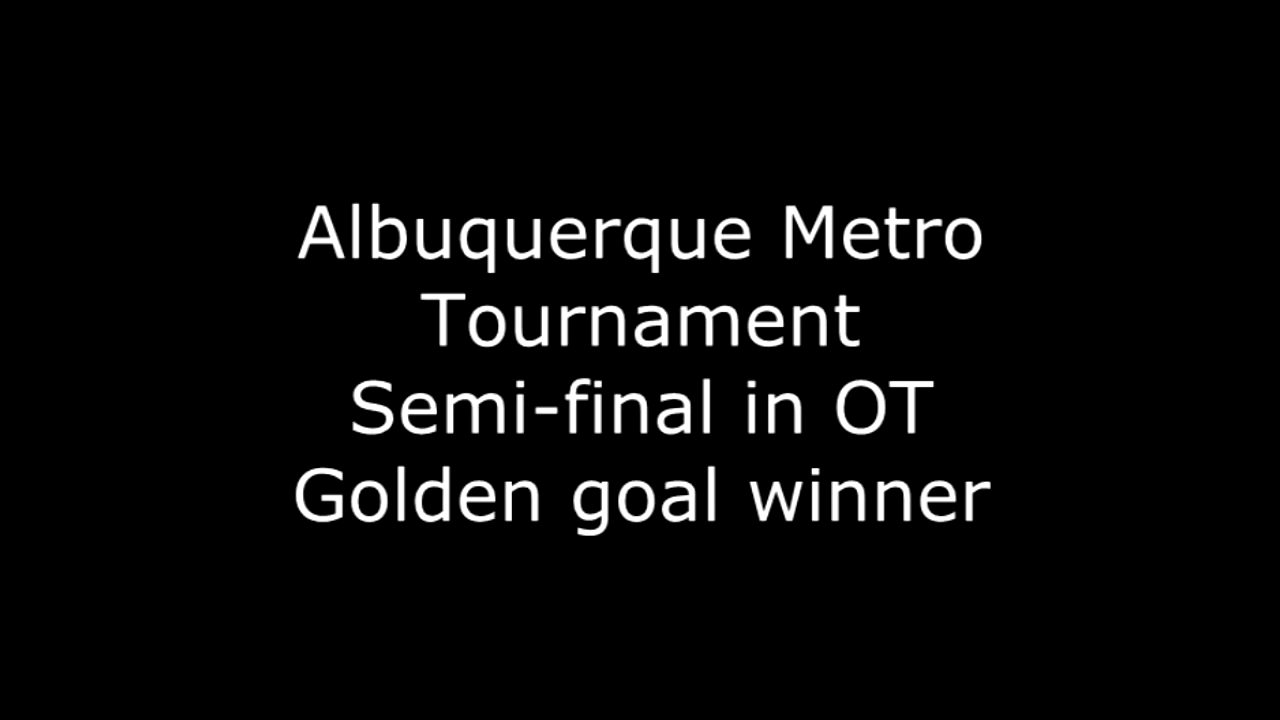 Albuquerque Metro
Tournament
Semi-final in OT
Golden goal winner